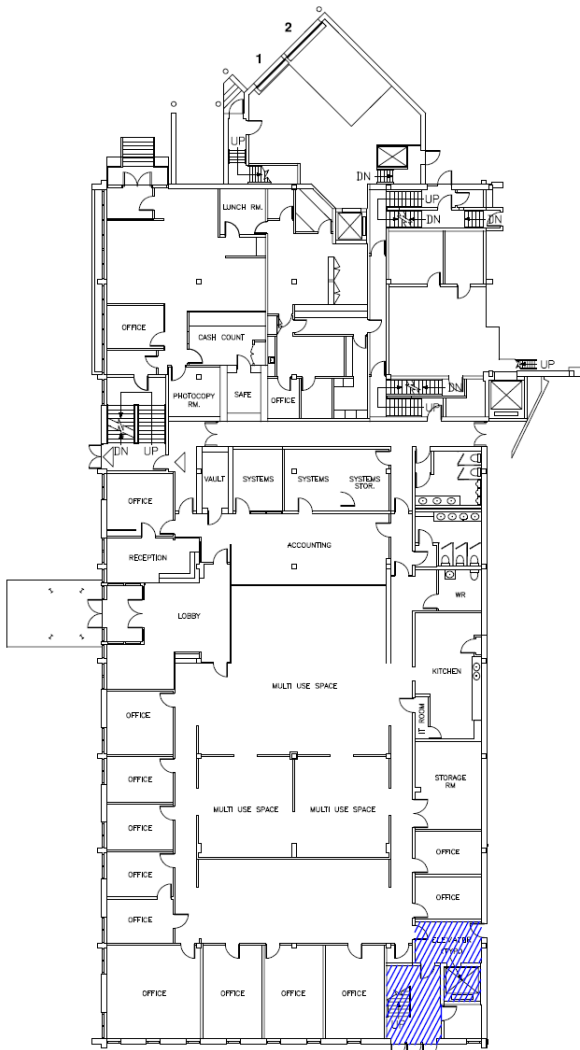 2
1
UP
DN
LUNCH RM.
UP
DN
DN
OFFICE
CASH COUNT
UP
PHOTOCOPY
RM.
SAFE
OFFICE
DN
UP
DN
UP
OFFICE
VAULT
SYSTEMS
SYSTEMS
SYSTEMS
STOR.
ACCOUNTING
RECEPTION
WR
LOBBY
KITCHEN
MULTI USE SPACE
OFFICE
IT ROOM
OFFICE
STORAGE
RM
MULTI USE SPACE
MULTI USE SPACE
OFFICE
OFFICE
OFFICE
OFFICE
OFFICE
ELEVATOR
OFFICE
OFFICE
OFFICE
OFFICE
UP